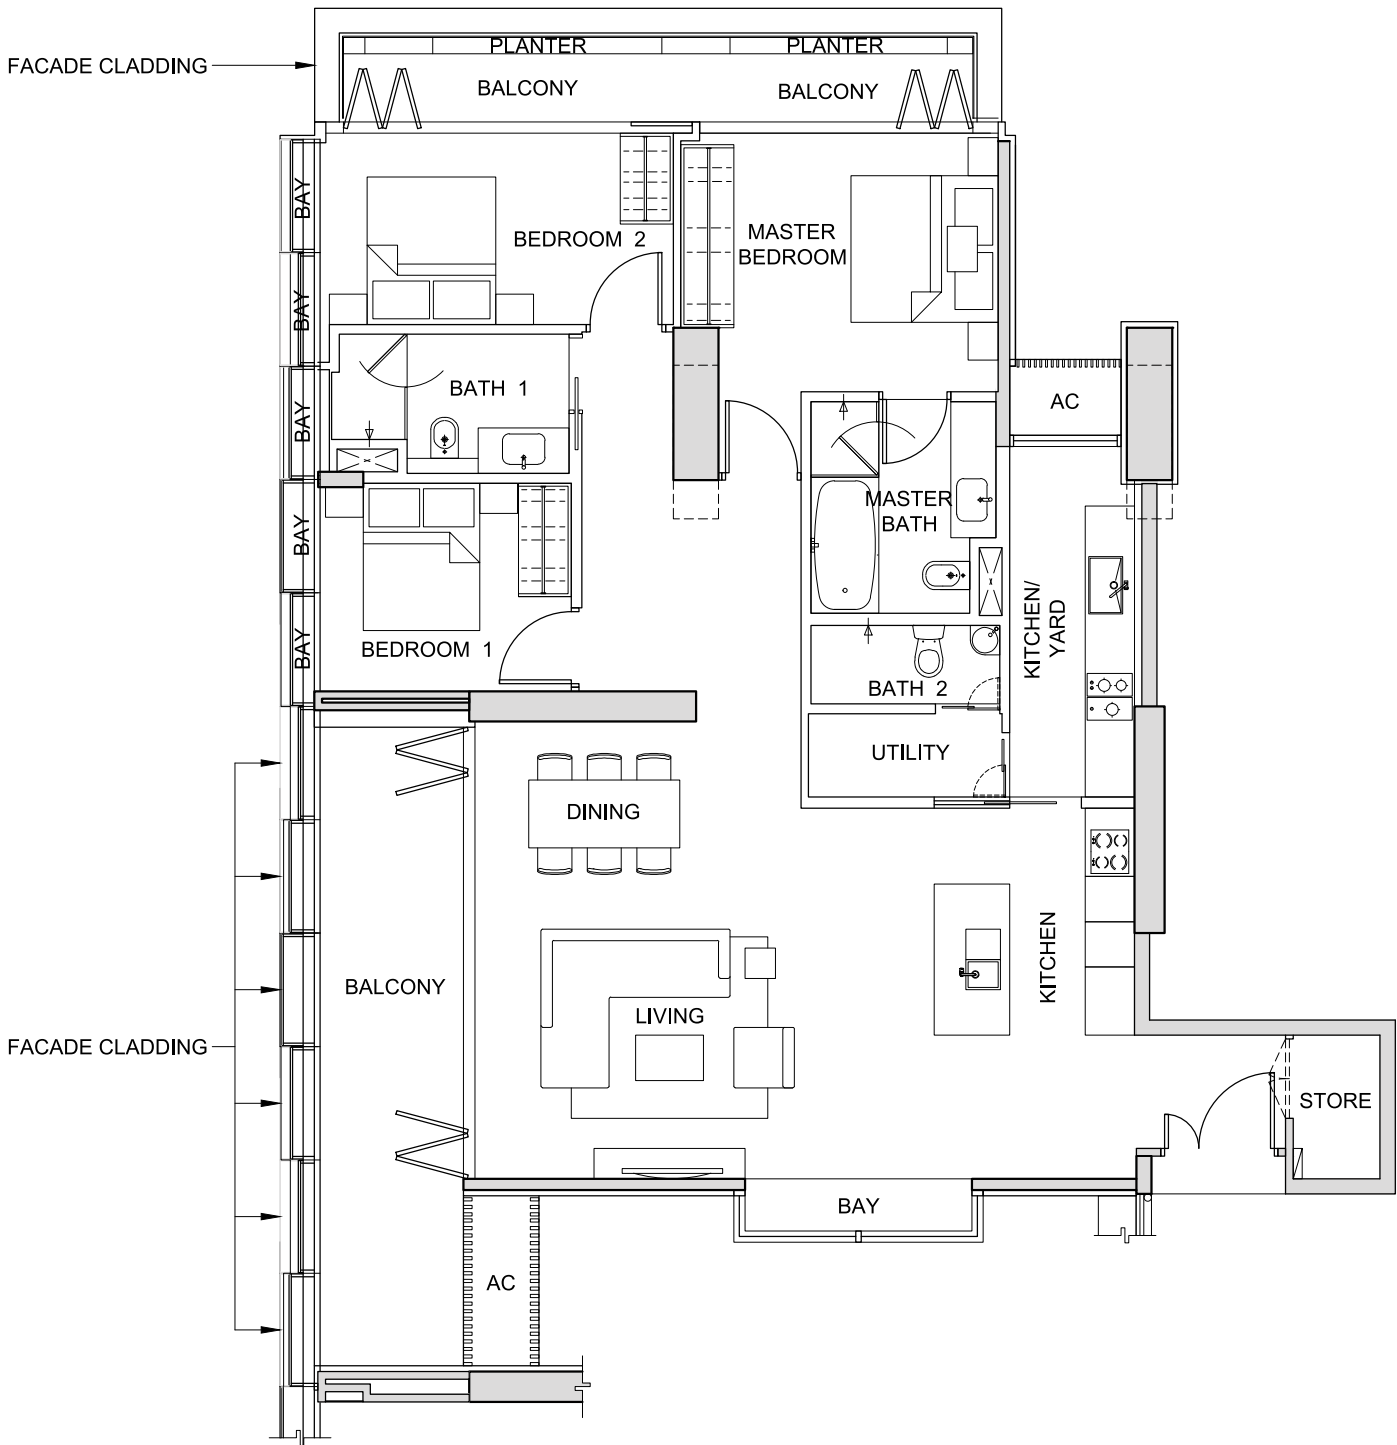 PLANTER
PLANTER
FACADE CLADDING
BALCONY
BALCONY
BAY
BEDROOM 2
MASTER
BEDROOM
BAY
BATH 1
AC
BAY
MASTER
BATH
BAY
KITCHEN/
YARD
BEDROOM 1
BAY
BATH 2
UTILITY
DINING
KITCHEN
BALCONY
LIVING
FACADE CLADDING
STORE
BAY
AC